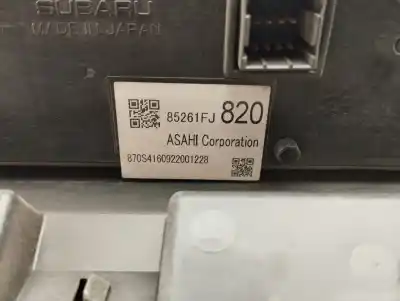 SUBARU
MADE IN JAPAN
85261FJ 820
ASAHI Corporation
870S4160922001228